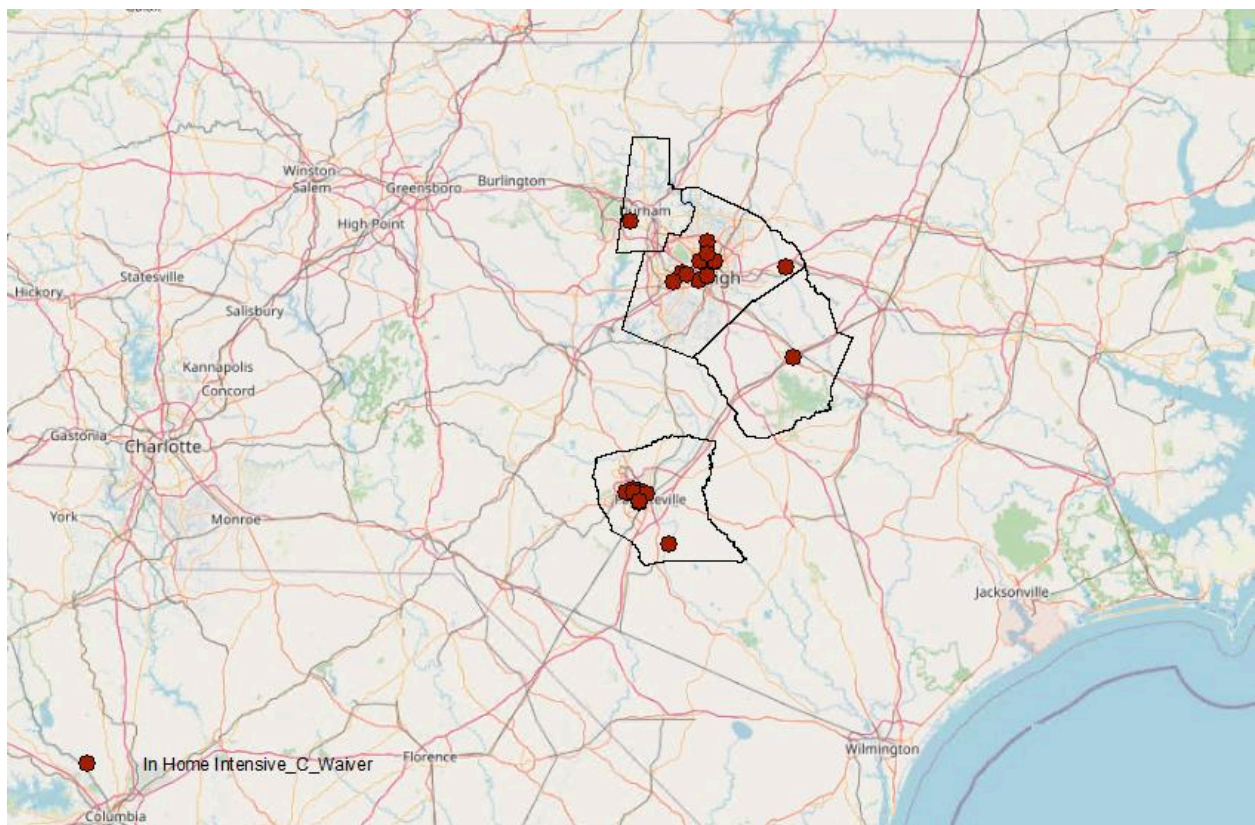 Winston
Salem
Greensboro
Burlington
High Point
Statesville
Hickory
Salisbury
Kannapolis
Concord
Gastonia
Charlotte
York
Monroe
Jacksonville
Wilmington
Florence
In Home Intensive_C_Waiver
Columbia